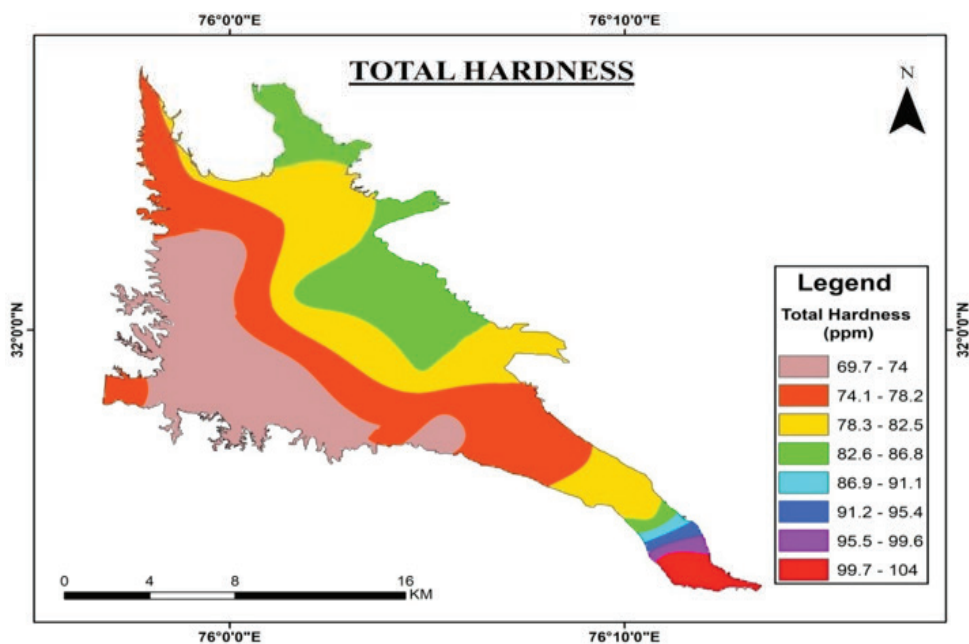 76°0'0"E 76°10'0"E
TOTAL HARDNESS
N
32°0'0"N 32°0'0"N
Legend
Total Hardness
(ppm)
69.7 - 74
74.1 - 78.2
78.3 - 82.5
82.6 - 86.8
86.9 - 91.1
91.2 - 95.4
95.5 - 99.6
99.7 - 104
0 4 8 16
KM
76°0'0"E 76°10'0"E